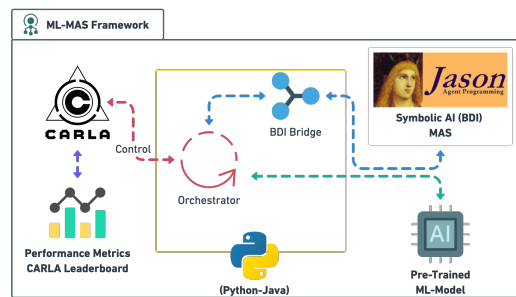 ML-MAS Framework
CARLA
Control
BDI Bridge
Orchestrator
Jason
Agent Programming
Symbolic AI (BDI)
MAS
Performance Metrics
CARLA Leaderboard
(Python-Java)
AI
Pre-Trained
ML-Model